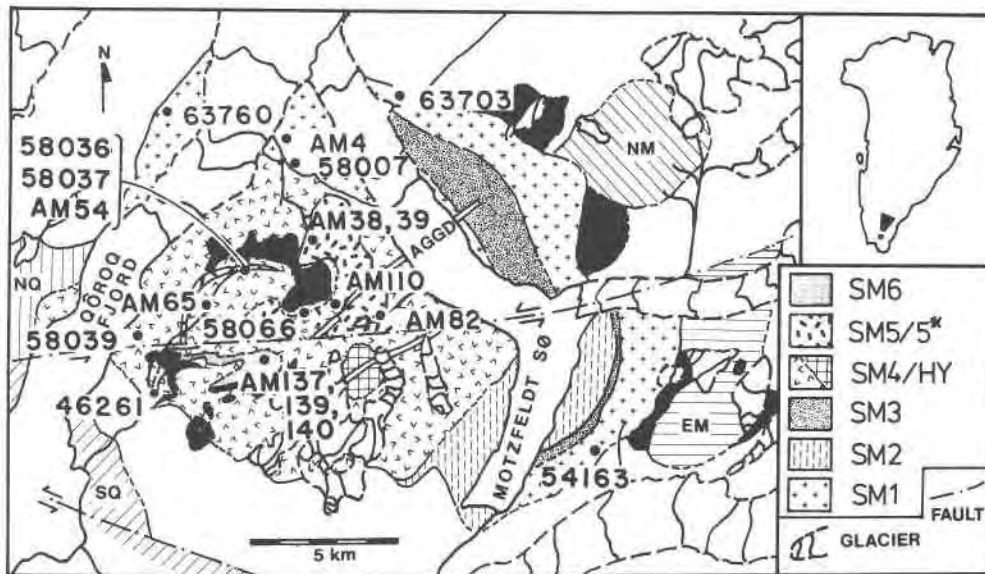 N
63760
63703
AM4
58007
58036
58037
AM54
NM
AM38,39
AGGD
NQ
QÔROQ
FJORD
AM65
AM110
58066
AM82
58039
AM137,
139,
140
46261
MOTZFELDT SØ
EM
54163
SQ
5 km
SM6
SM5/5*
SM4/HY
SM3
SM2
SM1
FAULT
GLACIER